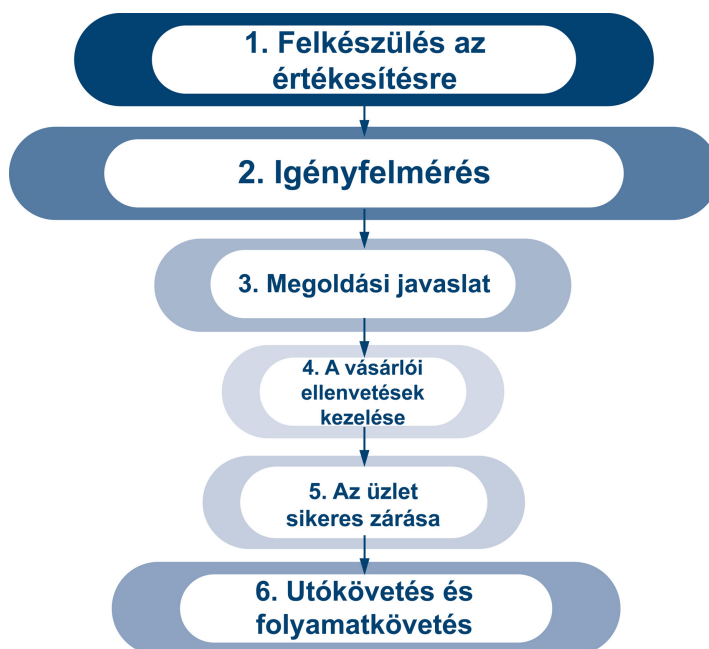 1. Felkészülés az
értékesítésre
2. Igényfelmérés
3. Megoldási javaslat
4. A vásárlói
ellenvetések
kezelése
5. Az üzlet
sikeres zárása
6. Utókövetés és
folyamatkövetés